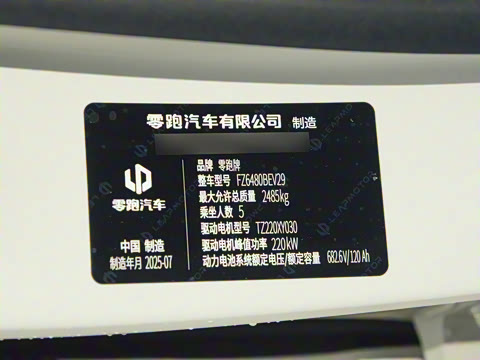 零跑汽车有限公司 制造
品牌 零跑牌
整车型号 FZ6480BEV29
最大允许总质量 2485kg
乘坐人数 5
驱动电机型号 TZ220XY030
驱动电机峰值功率 220kW
动力电池系统额定电压/额定容量 682.6V/120Ah
零跑汽车
中国 制造
制造年月 2025-07